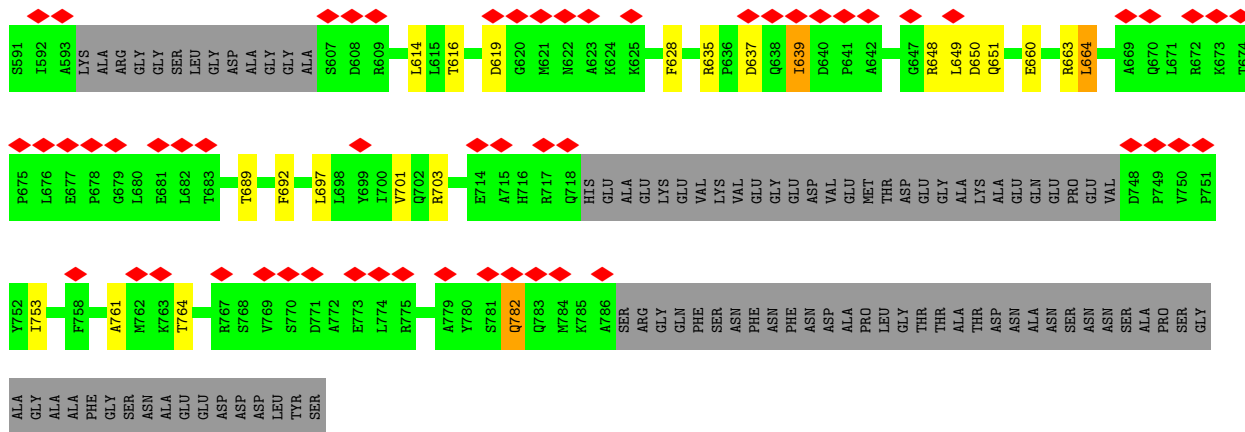 S591 I592 A593 LYS ALA ARG GLY GLY SER LEU GLY ASP ALA GLY GLY ALA S607 D608 R609 L614 L615 T616 D619 G620 M621 N622 A623 K624 K625 F628 R635 P636 D637 Q638 I639 D640 P641 A642 G647 R648 L649 D650 Q651 E660 R663 L664 A669 Q670 L671 R672 K673 T674
P675 L676 E677 P678 G679 L680 E681 L682 T683 T689 F692 L697 L698 Y699 I700 V701 Q702 R703 E714 A715 H716 R717 Q718 HIS GLU ALA GLU LYS GLU VAL LYS VAL GLU GLY GLU ASP VAL GLU MET THR ASP GLU GLY ALA LYS ALA GLU GLN GLU PRO GLU VAL D748 P749 V750 P751
Y752 I753 F758 A761 M762 K763 T764 R767 S768 V769 S770 D771 A772 E773 L774 R775 A779 Y780 S781 Q782 Q783 M784 K785 A786 SER ARG GLY GLN PHE SER ASN PHE ASN PHE ASN ASP ALA PRO LEU GLY THR THR ALA THR ASP ASN ALA ASN SER ASN ASN SER ALA PRO SER GLY
ALA GLY ALA ALA PHE GLY SER ASN ALA GLU GLU ASP ASP ASP LEU TYR SER